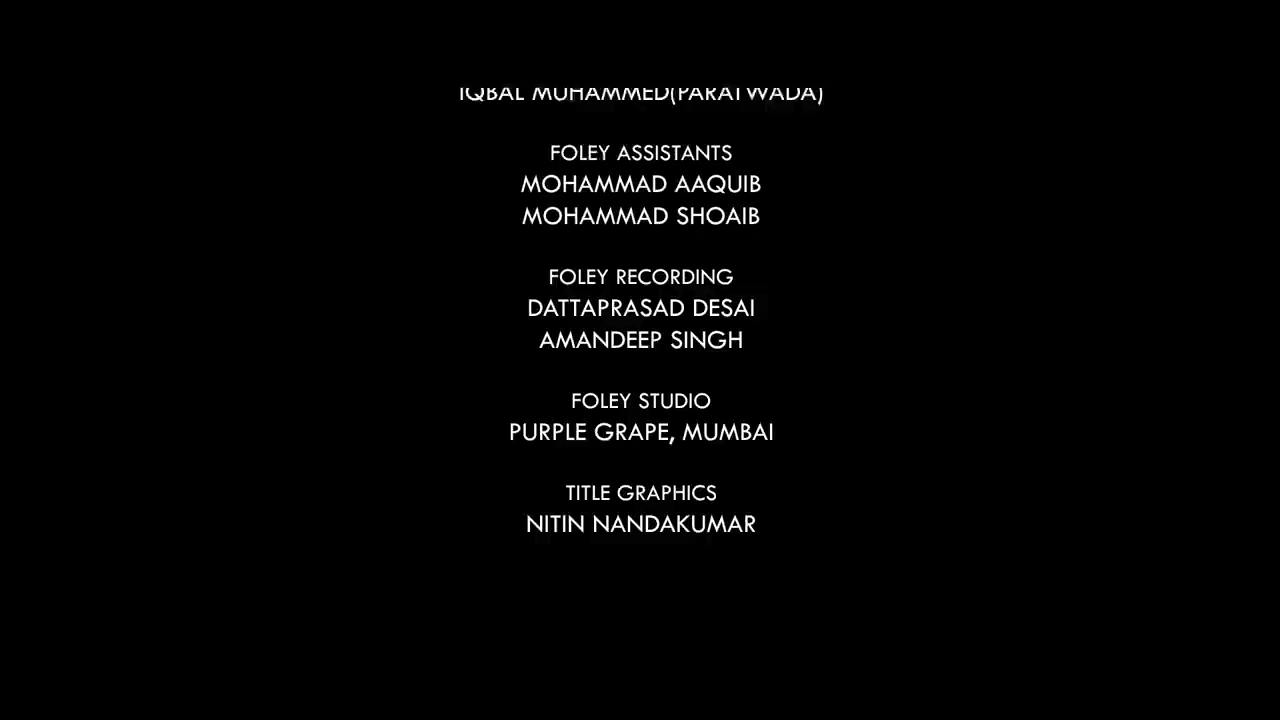 IQBAL MUHAMMED(PARATWADA)
FOLEY ASSISTANTS
MOHAMMAD AAQUIB
MOHAMMAD SHOAIB
FOLEY RECORDING
DATTAPRASAD DESAI
AMANDEEP SINGH
FOLEY STUDIO
PURPLE GRAPE, MUMBAI
TITLE GRAPHICS
NITIN NANDAKUMAR